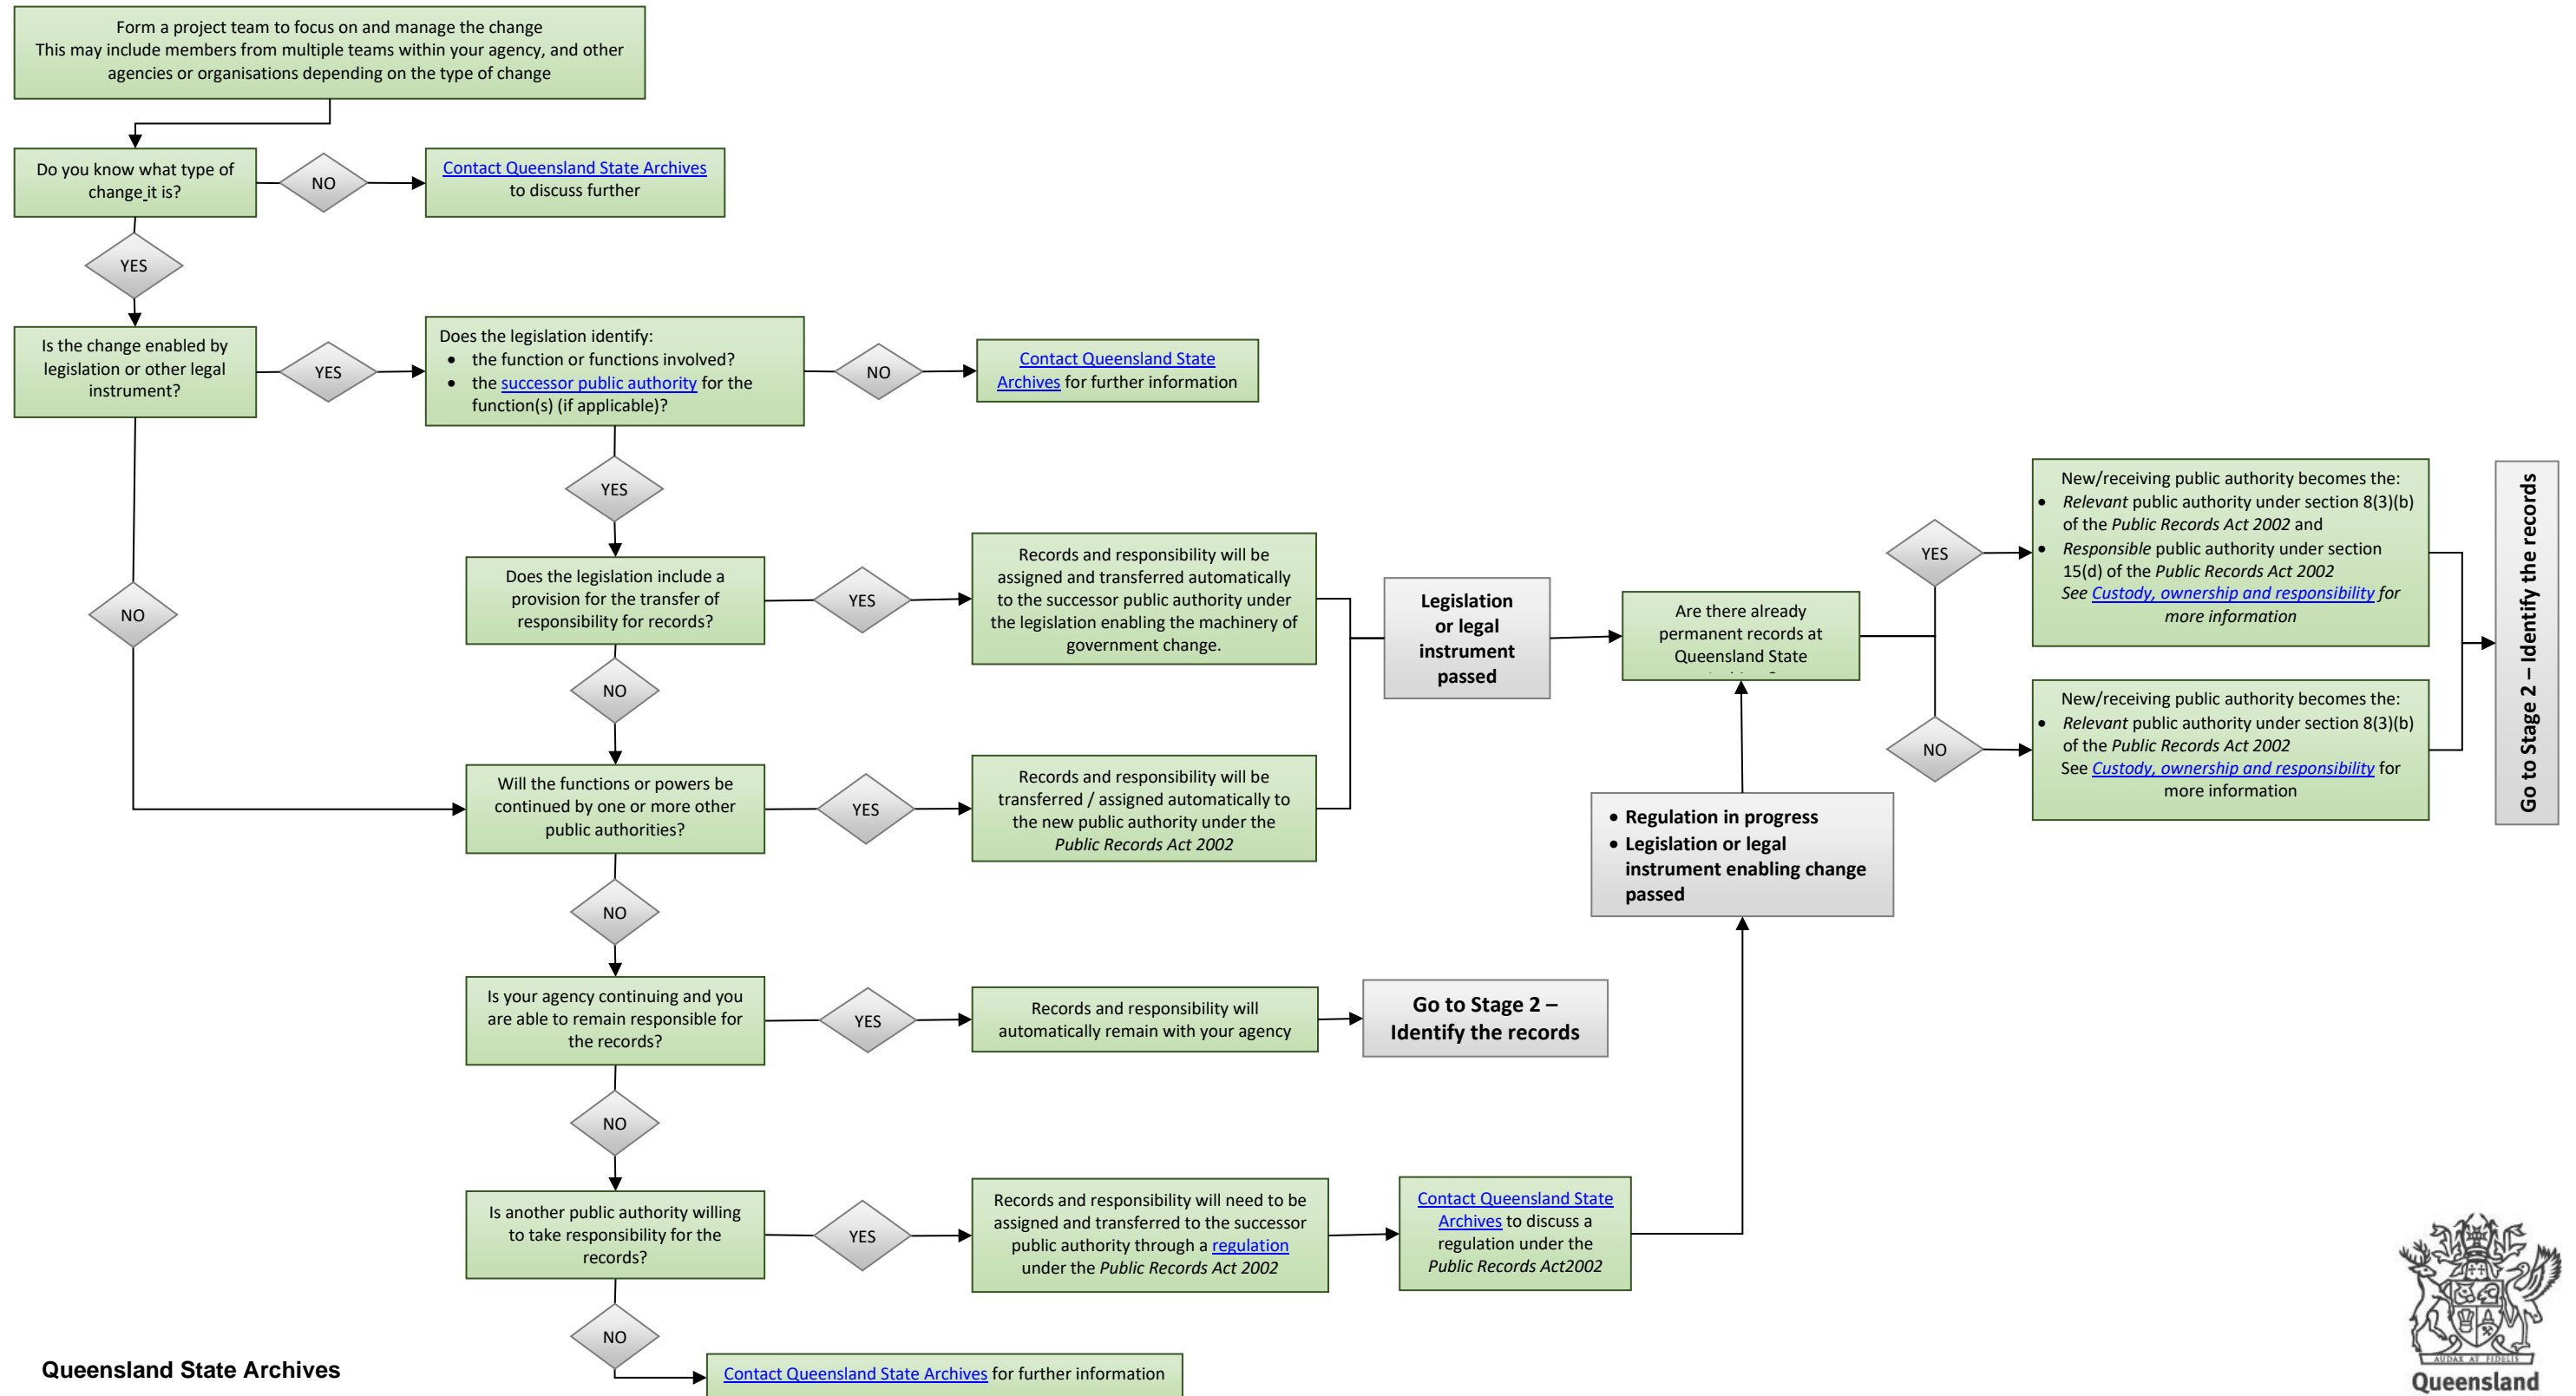 Form a project team to focus on and manage the change
This may include members from multiple teams within your agency, and other
agencies or organisations depending on the type of change
Do you know what type of
change it is?
NO
Contact Queensland State Archives
to discuss further
YES
Is the change enabled by
legislation or other legal
instrument?
YES
Does the legislation identify:
• the function or functions involved?
• the successor public authority for the
function(s) (if applicable)?
NO
Contact Queensland State
Archives for further information
YES
NO
Does the legislation include a
provision for the transfer of
responsibility for records?
YES
Records and responsibility will be
assigned and transferred automatically
to the successor public authority under
the legislation enabling the machinery of
government change.
NO
Will the functions or powers be
continued by one or more other
public authorities?
YES
Records and responsibility will be
transferred / assigned automatically to
the new public authority under the
Public Records Act 2002
Legislation
or legal
instrument
passed
Are there already
permanent records at
Queensland State
YES
New/receiving public authority becomes the:
• Relevant public authority under section 8(3)(b)
of the Public Records Act 2002 and
• Responsible public authority under section
15(d) of the Public Records Act 2002
See Custody, ownership and responsibility for
more information
NO
New/receiving public authority becomes the:
• Relevant public authority under section 8(3)(b)
of the Public Records Act 2002
See Custody, ownership and responsibility for
more information
Go to Stage 2 – Identify the records
• Regulation in progress
• Legislation or legal
instrument enabling change
passed
NO
Is your agency continuing and you
are able to remain responsible for
the records?
YES
Records and responsibility will
automatically remain with your agency
Go to Stage 2 –
Identify the records
NO
Is another public authority willing
to take responsibility for the
records?
YES
Records and responsibility will need to be
assigned and transferred to the successor
public authority through a regulation
under the Public Records Act 2002
Contact Queensland State
Archives to discuss a
regulation under the
Public Records Act2002
NO
Contact Queensland State Archives for further information
Queensland State Archives
AUDAX AT FIDELIS
Queensland